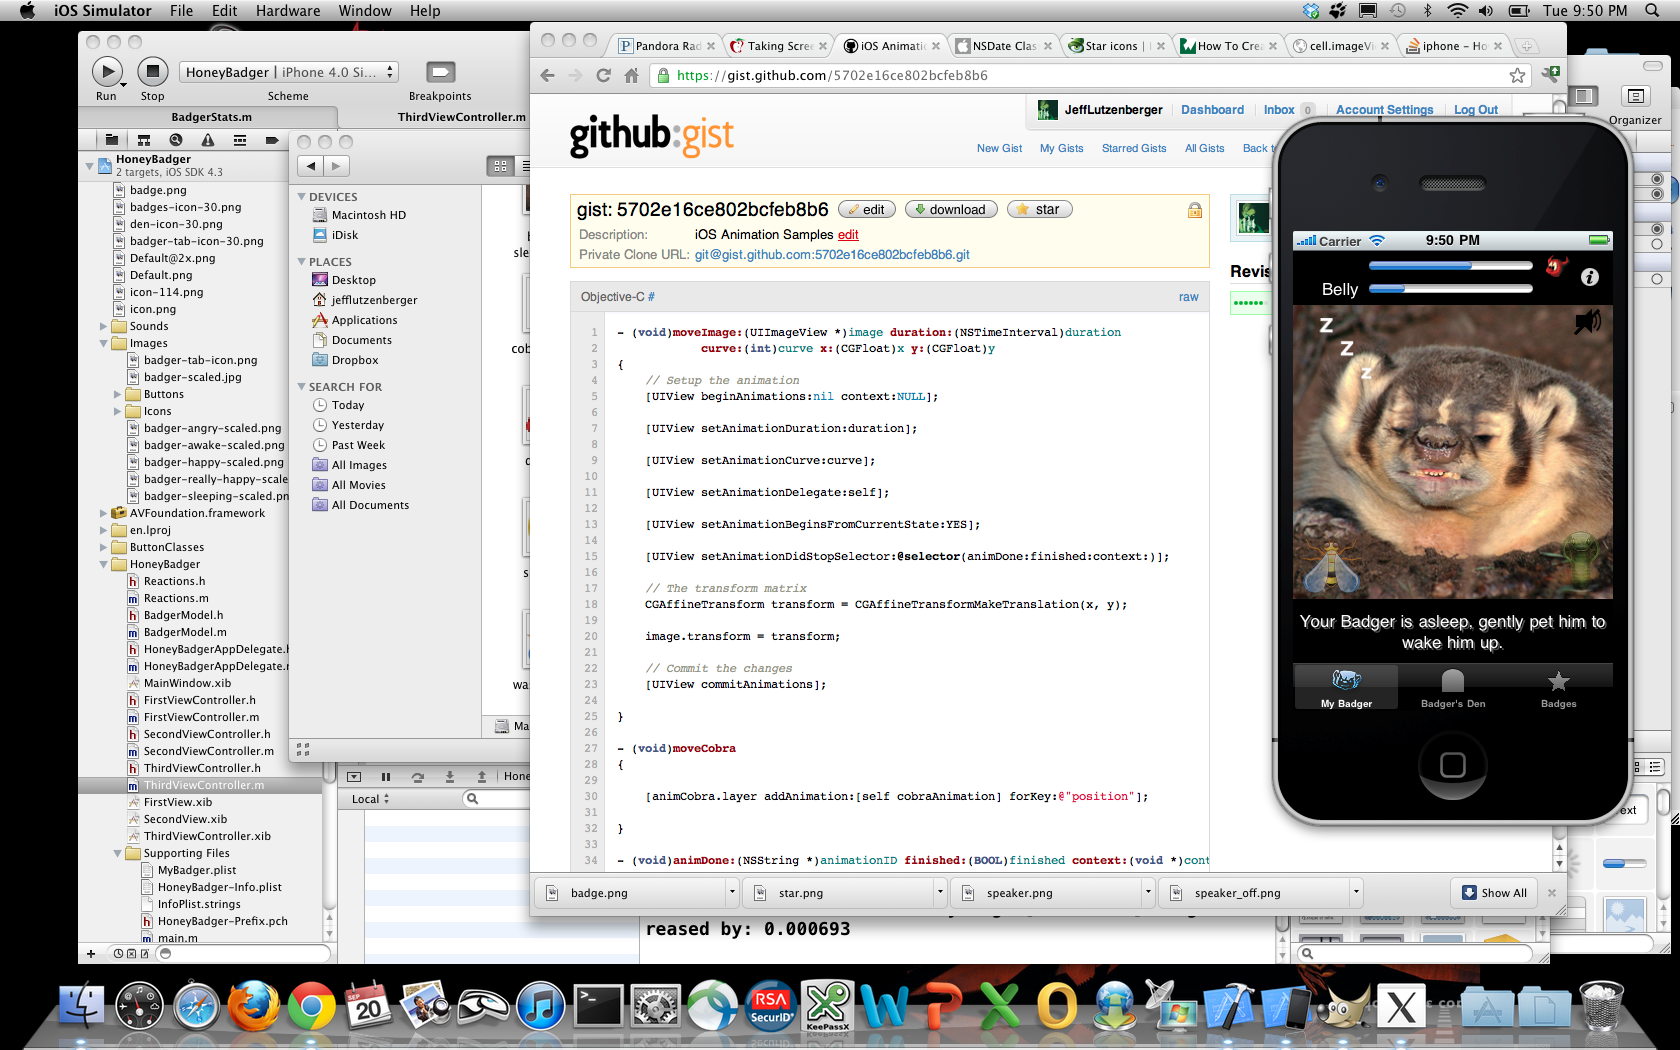 iOS Simulator File Edit Hardware Window Help Tue 9:50 PM
HoneyBadger | iPhone 4.0 Si...
Run Stop Scheme Breakpoints
BadgerStats.m ThirdViewController.m
HoneyBadger
2 targets, iOS SDK 4.3
badge.png
badges-icon-30.png
den-icon-30.png
badger-tab-icon-30.png
Default@2x.png
Default.png
icon-114.png
icon.png
Sounds
Images
badger-tab-icon.png
badger-scaled.jpg
Buttons
Icons
badger-angry-scaled.png
badger-awake-scaled.png
badger-happy-scaled.png
badger-really-happy-scale
badger-sleeping-scaled.pn
AVFoundation.framework
en.lproj
ButtonClasses
HoneyBadger
Reactions.h
Reactions.m
BadgerModel.h
BadgerModel.m
HoneyBadgerAppDelegate.h
HoneyBadgerAppDelegate.m
MainWindow.xib
FirstViewController.h
FirstViewController.m
SecondViewController.h
SecondViewController.m
ThirdViewController.h
ThirdViewController.m
FirstView.xib
SecondView.xib
ThirdViewController.xib
Supporting Files
MyBadger.plist
HoneyBadger-Info.plist
InfoPlist.strings
HoneyBadger-Prefix.pch
main.m
DEVICES
Macintosh HD
iDisk
PLACES
Desktop
jefflutzenberger
Applications
Documents
Dropbox
SEARCH FOR
Today
Yesterday
Past Week
All Images
All Movies
All Documents
sle
cob
wa
Ma
Hone
Local
Pandora Rad
Taking Scree
iOS Animati
NSDate Clas
Star icons |
How To Crea
cell.imageVi
iphone - Ho
https://gist.github.com/5702e16ce802bcfeb8b6
JeffLutzenberger Dashboard Inbox 0 Account Settings Log Out
github:gist
New Gist My Gists Starred Gists All Gists Back t
gist: 5702e16ce802bcfeb8b6 edit download star
Description: iOS Animation Samples edit
Private Clone URL: git@gist.github.com:5702e16ce802bcfeb8b6.git
Revis
Objective-C # raw
1 - (void)moveImage:(UIImageView *)image duration:(NSTimeInterval)duration
2 curve:(int)curve x:(CGFloat)x y:(CGFloat)y
3 {
4 // Setup the animation
5 [UIView beginAnimations:nil context:NULL];
6
7 [UIView setAnimationDuration:duration];
8
9 [UIView setAnimationCurve:curve];
10
11 [UIView setAnimationDelegate:self];
12
13 [UIView setAnimationBeginsFromCurrentState:YES];
14
15 [UIView setAnimationDidStopSelector:@selector(animDone:finished:context:)];
16
17 // The transform matrix
18 CGAffineTransform transform = CGAffineTransformMakeTranslation(x, y);
19
20 image.transform = transform;
21
22 // Commit the changes
23 [UIView commitAnimations];
24
25 }
26
27 - (void)moveCobra
28 {
29
30 [animCobra.layer addAnimation:[self cobraAnimation] forKey:@"position"];
31
32 }
33
34 - (void)animDone:(NSString *)animationID finished:(BOOL)finished context:(void *)cont
badge.png
star.png
speaker.png
speaker_off.png
Show All
reased by: 0.000693
Organizer
Carrier 9:50 PM
Belly
Z
Z
Z
Your Badger is asleep, gently pet him to
wake him up.
My Badger Badger's Den Badges
ext
SEP
20
RSA
SecurID
KeePassX
W P X O
X